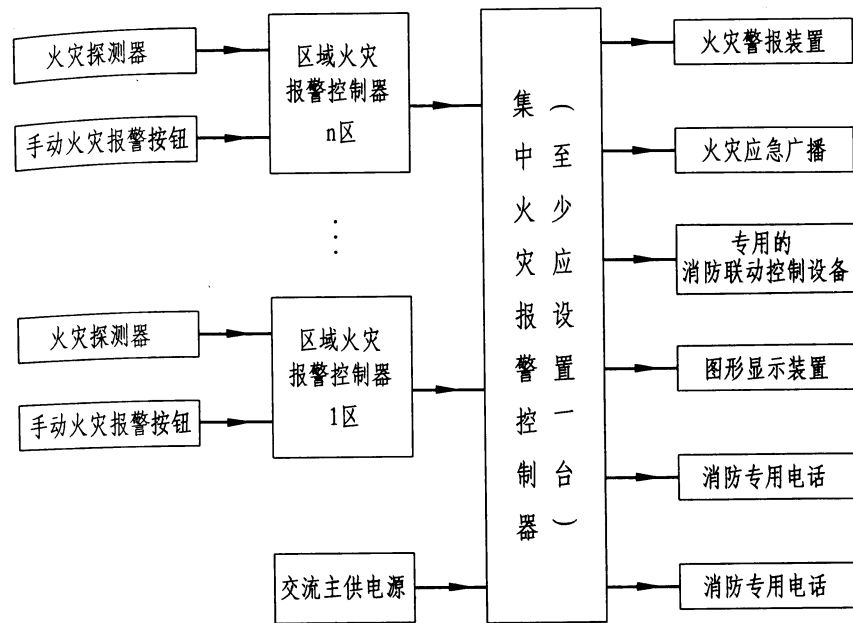 火灾探测器
手动火灾报警按钮
区域火灾
报警控制器
n区
火灾探测器
手动火灾报警按钮
区域火灾
报警控制器
1区
交流主供电源
集中火灾报警控制器
（至少应设置一台）
火灾警报装置
火灾应急广播
专用的
消防联动控制设备
图形显示装置
消防专用电话
消防专用电话